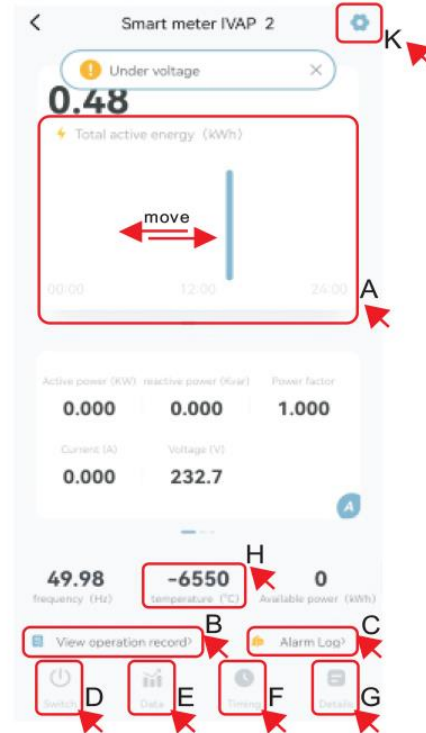 Smart meter IVAP 2
K
Under voltage
0.48
Total active energy (kWh)
move
00:00 12:00 24:00
A
Active power (KW) reactive power (Kvar) Power factor
0.000 0.000 1.000
Current (A) Voltage (V)
0.000 232.7
A
H
49.98 -6550 0
frequency (Hz) temperature (°C) Available power (kWh)
B C
View operation record› Alarm Log›
D E F G
Switch Data Timing Details